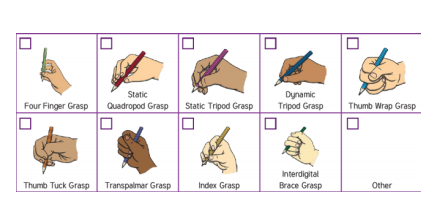 Four Finger Grasp
Static
Quadropod Grasp
Static Tripod Grasp
Dynamic
Tripod Grasp
Thumb Wrap Grasp
Thumb Tuck Grasp
Transpalmar Grasp
Index Grasp
Interdigital
Brace Grasp
Other